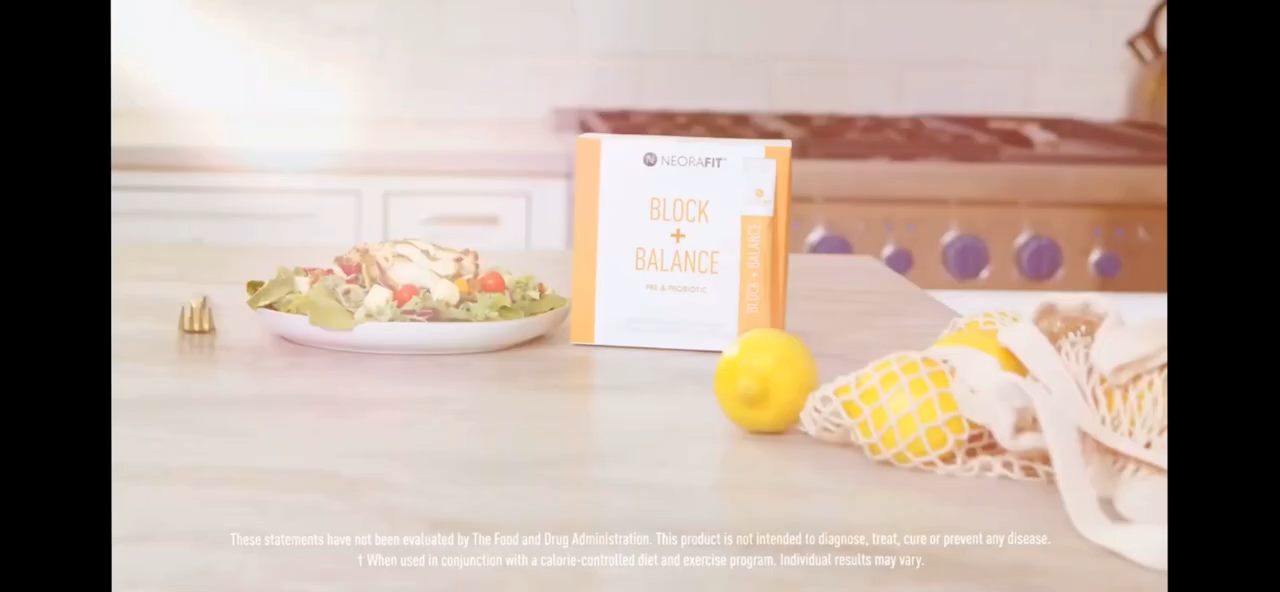 NEORAFIT™
BLOCK
+
BALANCE
PRE & PROBIOTIC
BLOCK + BALANCE
These statements have not been evaluated by The Food and Drug Administration. This product is not intended to diagnose, treat, cure or prevent any disease.
† When used in conjunction with a calorie-controlled diet and exercise program. Individual results may vary.